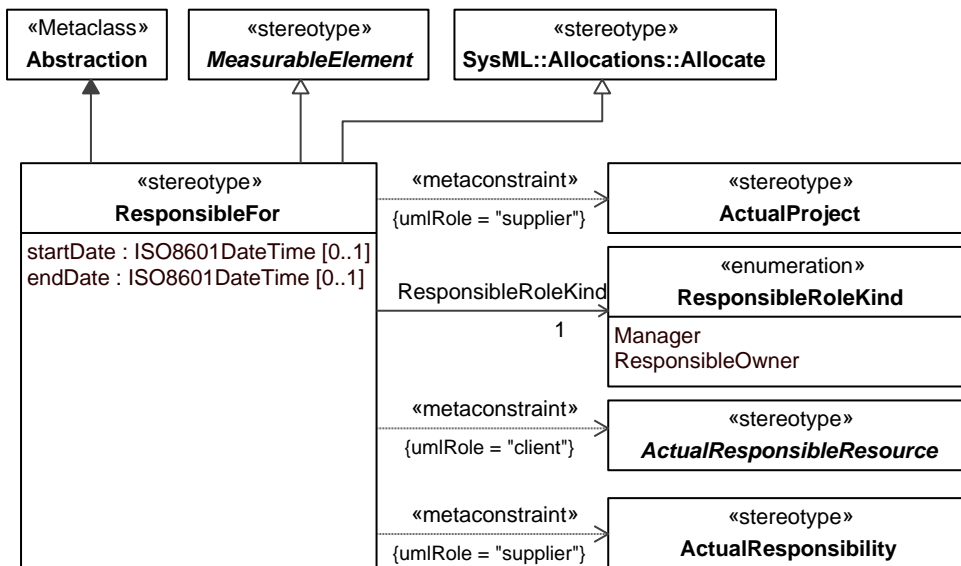 «Metaclass»
Abstraction
«stereotype»
MeasurableElement
«stereotype»
SysML::Allocations::Allocate
«stereotype»
ResponsibleFor
startDate : ISO8601DateTime [0..1]
endDate : ISO8601DateTime [0..1]
«metaconstraint»
{umlRole = "supplier"}
«stereotype»
ActualProject
ResponsibleRoleKind
1
«enumeration»
ResponsibleRoleKind
Manager
ResponsibleOwner
«metaconstraint»
{umlRole = "client"}
«stereotype»
ActualResponsibleResource
«metaconstraint»
{umlRole = "supplier"}
«stereotype»
ActualResponsibility